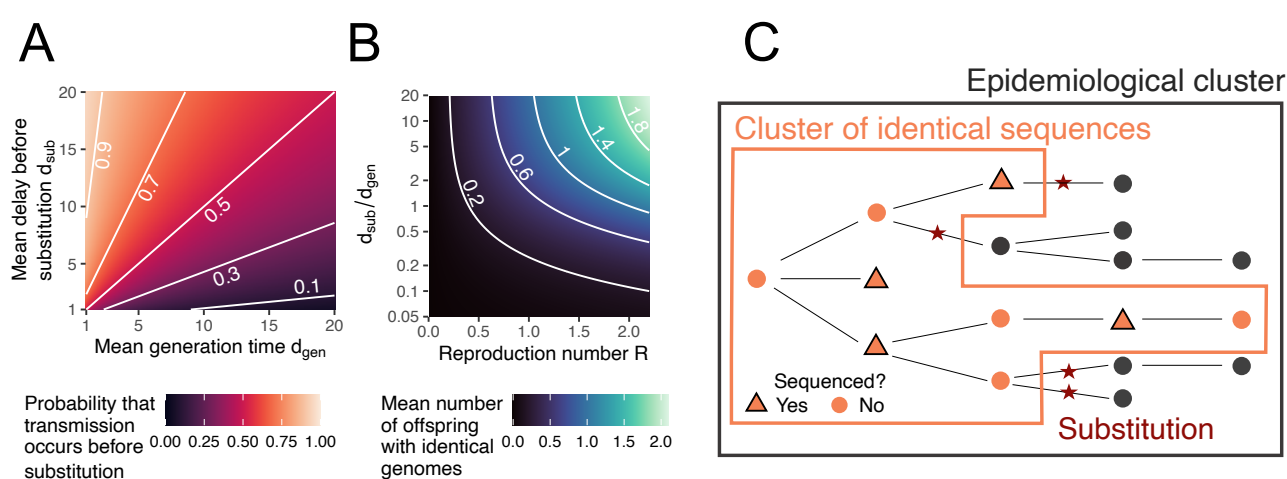 A
B
C
Mean delay before
substitution d_sub
20
15
10
5
1
0.9
0.7
0.5
0.3
0.1
1
5
10
15
20
Mean generation time d_gen
Probability that
transmission
occurs before
substitution
0.00 0.25 0.50 0.75 1.00
d_sub/d_gen
20
10
5
2
1
0.5
0.2
0.1
0.05
0.2
0.6
1
1.4
1.8
0.0 0.5 1.0 1.5 2.0
Reproduction number R
Mean number
of offspring
with identical
genomes
0.0 0.5 1.0 1.5 2.0
Epidemiological cluster
Cluster of identical sequences
Sequenced?
Yes No
Substitution